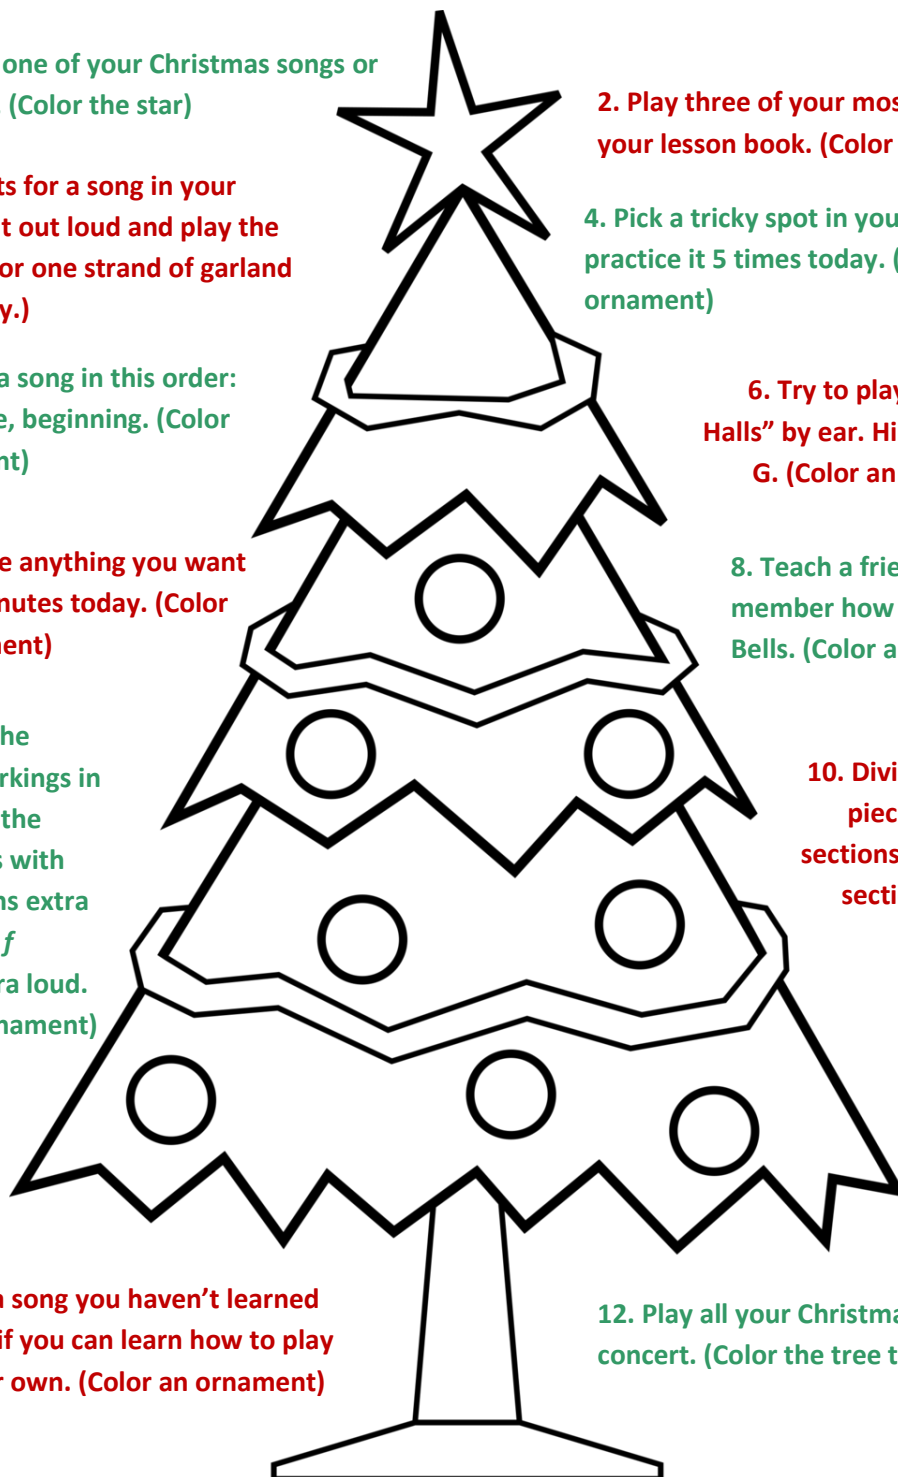 one of your Christmas songs or
. (Color the star)
2. Play three of your mos
your lesson book. (Color
ts for a song in your
t out loud and play the
or one strand of garland
y.)
4. Pick a tricky spot in you
practice it 5 times today. (
ornament)
a song in this order:
e, beginning. (Color
nt)
6. Try to play
Halls” by ear. Hi
G. (Color an
e anything you want
nutes today. (Color
nent)
8. Teach a frie
member how
Bells. (Color a
he
rkings in
the
s with
ns extra
f
ra loud.
nament)
10. Divi
piec
sections
secti
n song you haven’t learned
if you can learn how to play
r own. (Color an ornament)
12. Play all your Christma
concert. (Color the tree t